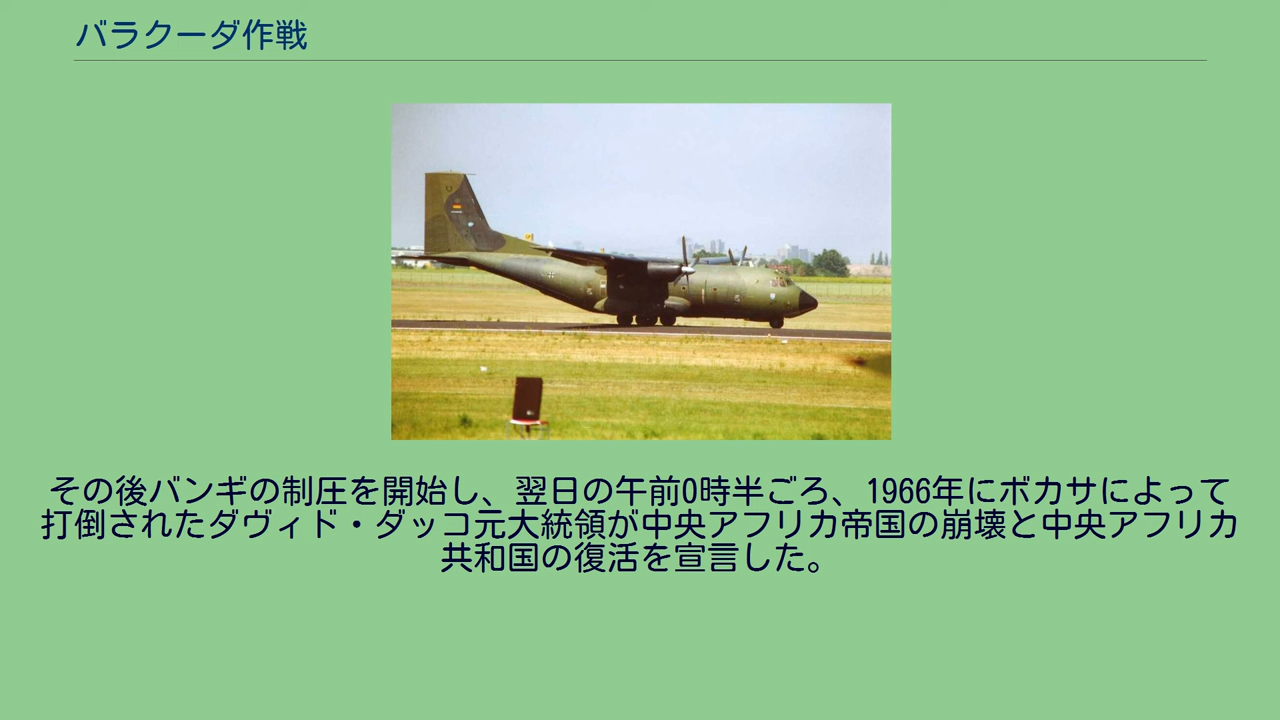 バラクーダ作戦
その後バンギの制圧を開始し、翌日の午前0時半ごろ、1966年にボカサによって
打倒されたダヴィド・ダッコ元大統領が中央アフリカ帝国の崩壊と中央アフリカ
共和国の復活を宣言した。